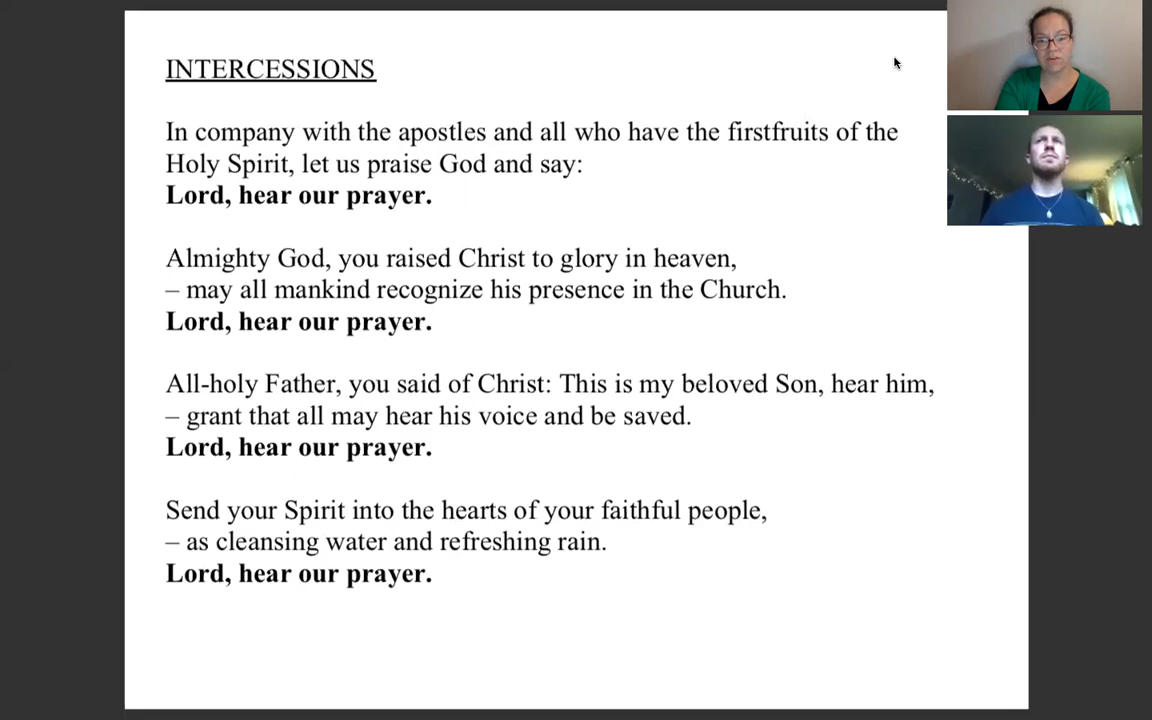 INTERCESSIONS
In company with the apostles and all who have the firstfruits of the
Holy Spirit, let us praise God and say:
Lord, hear our prayer.
Almighty God, you raised Christ to glory in heaven,
– may all mankind recognize his presence in the Church.
Lord, hear our prayer.
All-holy Father, you said of Christ: This is my beloved Son, hear him,
– grant that all may hear his voice and be saved.
Lord, hear our prayer.
Send your Spirit into the hearts of your faithful people,
– as cleansing water and refreshing rain.
Lord, hear our prayer.